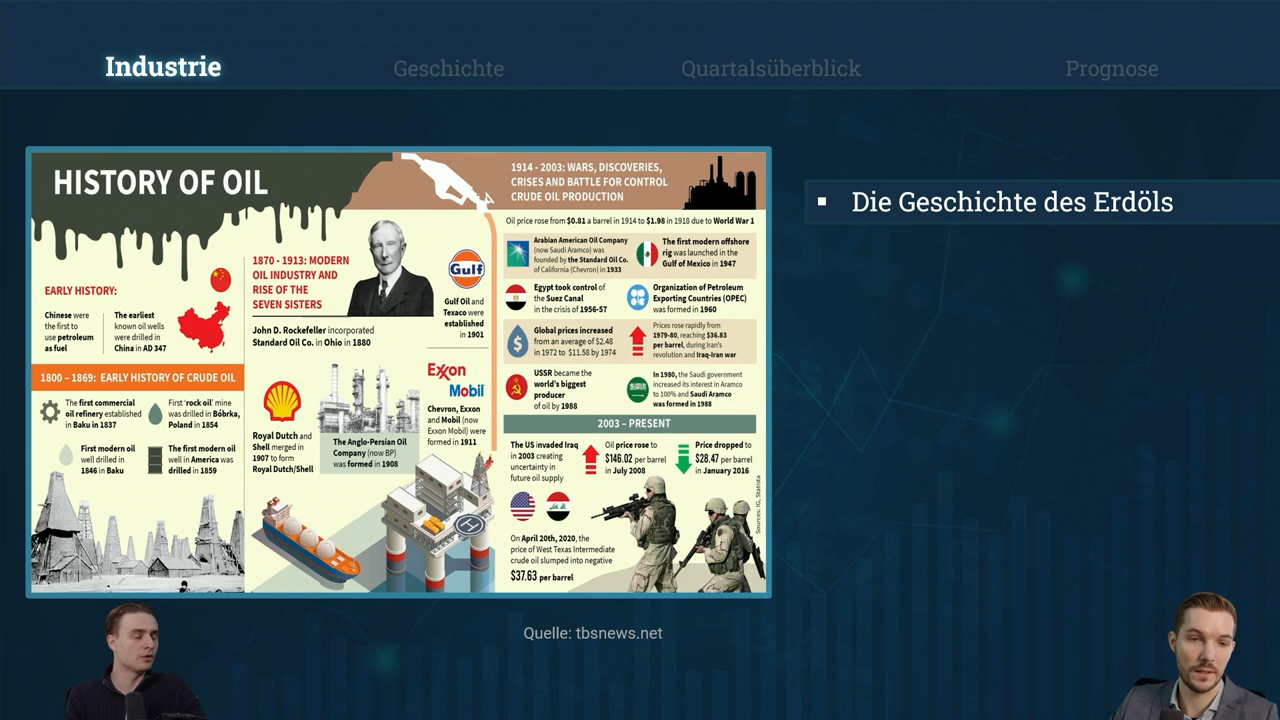 Industrie
Geschichte
Quartalsüberblick
Prognose
HISTORY OF OIL
EARLY HISTORY:
Chinese were
the first to
use petroleum
as fuel
The earliest
known oil wells
were drilled in
China in AD 347
1800 – 1869: EARLY HISTORY OF CRUDE OIL
The first commercial
oil refinery established
in Baku in 1837
First 'rock oil' mine
was drilled in Bóbrka,
Poland in 1854
First modern oil
well drilled in
1846 in Baku
The first modern oil
well in America was
drilled in 1859
1870 - 1913: MODERN
OIL INDUSTRY AND
RISE OF THE
SEVEN SISTERS
John D. Rockefeller incorporated
Standard Oil Co. in Ohio in 1880
Gulf
Gulf Oil and
Texaco were
established
in 1901
Royal Dutch and
Shell merged in
1907 to form
Royal Dutch/Shell
The Anglo-Persian Oil
Company (now BP)
was formed in 1908
Exxon
Mobil
Chevron, Exxon
and Mobil (now
Exxon Mobil) were
formed in 1911
H
1914 - 2003: WARS, DISCOVERIES,
CRISES AND BATTLE FOR CONTROL
CRUDE OIL PRODUCTION
Oil price rose from $0.81 a barrel in 1914 to $1.98 in 1918 due to World War 1
Arabian American Oil Company
(now Saudi Aramco) was
founded by the Standard Oil Co.
of California (Chevron) in 1933
The first modern offshore
rig was launched in the
Gulf of Mexico in 1947
Egypt took control of
the Suez Canal
in the crisis of 1956-57
Organization of Petroleum
Exporting Countries (OPEC)
was formed in 1960
$
Global prices increased
from an average of $2.48
in 1972 to $11.58 by 1974
Prices rose rapidly from
1979-80, reaching $36.83
per barrel, during Iran's
revolution and Iraq-Iran war
USSR became the
world's biggest
producer
of oil by 1988
In 1980, the Saudi government
increased its interest in Aramco
to 100% and Saudi Aramco
was formed in 1988
2003 – PRESENT
The US invaded Iraq
in 2003 creating
uncertainty in
future oil supply
Oil price rose to
$146.02 per barrel
in July 2008
Price dropped to
$28.47 per barrel
in January 2016
On April 20th, 2020, the
price of West Texas Intermediate
crude oil slumped into negative
$37.63 per barrel
Sources: IG, Statista
Die Geschichte des Erdöls
Quelle: tbsnews.net